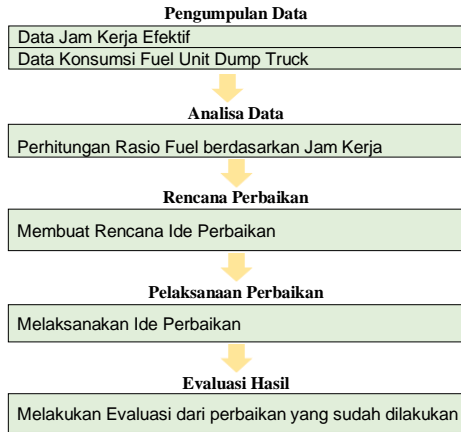 Pengumpulan Data
Data Jam Kerja Efektif
Data Konsumsi Fuel Unit Dump Truck
Analisa Data
Perhitungan Rasio Fuel berdasarkan Jam Kerja
Rencana Perbaikan
Membuat Rencana Ide Perbaikan
Pelaksanaan Perbaikan
Melaksanakan Ide Perbaikan
Evaluasi Hasil
Melakukan Evaluasi dari perbaikan yang sudah dilakukan